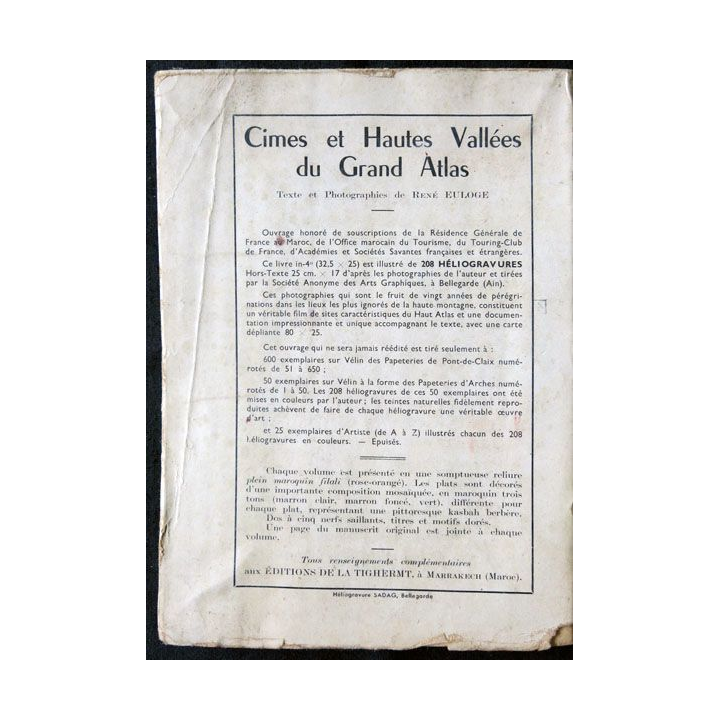 Cimes et Hautes Vallées
du Grand Àtlas
Texte et Photographies de RENÉ EULOGE
Ouvrage honoré de souscriptions de la Résidence Générale de
France au Maroc, de l'Office marocain du Tourisme, du Touring-Club
de France, d'Académies et Sociétés Savantes françaises et étrangères.
Ce livre in-4º (32,5 × 25) est illustré de 208 HÉLIOGRAVURES
Hors-Texte 25 cm. × 17 d'après les photographies de l'auteur et tirées
par la Société Anonyme des Arts Graphiques, à Bellegarde (Ain).
Ces photographies qui sont le fruit de vingt années de pérégri-
nations dans les lieux les plus ignorés de la haute montagne, constituent
un véritable film de sites caractéristiques du Haut Atlas et une documen-
tation impressionnante et unique accompagnant le texte, avec une carte
dépliante 80 × 25.
Cet ouvrage qui ne sera jamais réédité est tiré seulement à :
600 exemplaires sur Vélin des Papeteries de Pont-de-Claix numé-
rotés de 51 à 650 ;
50 exemplaires sur Vélin à la forme des Papeteries d'Arches numé-
rotés de 1 à 50. Les 208 héliogravures de ces 50 exemplaires ont été
mises en couleurs par l'auteur ; les teintes naturelles fidèlement repro-
duites achèvent de faire de chaque héliogravure une véritable œuvre
d'art ;
et 25 exemplaires d'Artiste (de A à Z) illustrés chacun des 208
héliogravures en couleurs. — Epuisés.
Chaque volume est présenté en une somptueuse reliure
plein maroquin filali (rose-orangé). Les plats sont décorés
d'une importante composition mosaïquée, en maroquin trois
tons (marron clair, marron foncé, vert), différente pour
chaque plat, représentant une pittoresque kasbah berbère.
Dos à cinq nerfs saillants, titres et motifs dorés.
Une page du manuscrit original est jointe à chaque
volume.
Tous renseignements complémentaires
aux ÉDITIONS DE LA TIGHERMT, à MARRAKECH (Maroc).
Héliogravure SADAG, Bellegarde